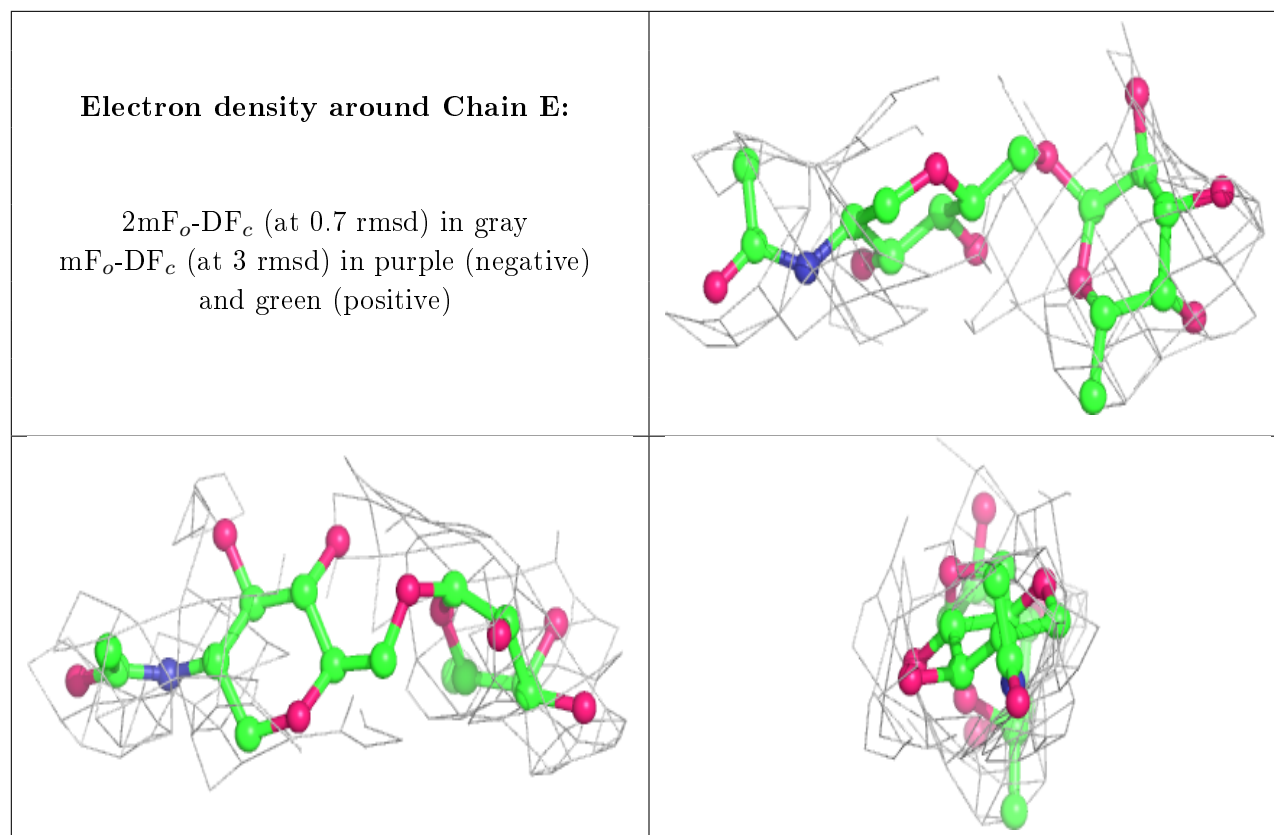 Electron density around Chain E:
2mFo-DFc (at 0.7 rmsd) in gray
mFo-DFc (at 3 rmsd) in purple (negative)
and green (positive)